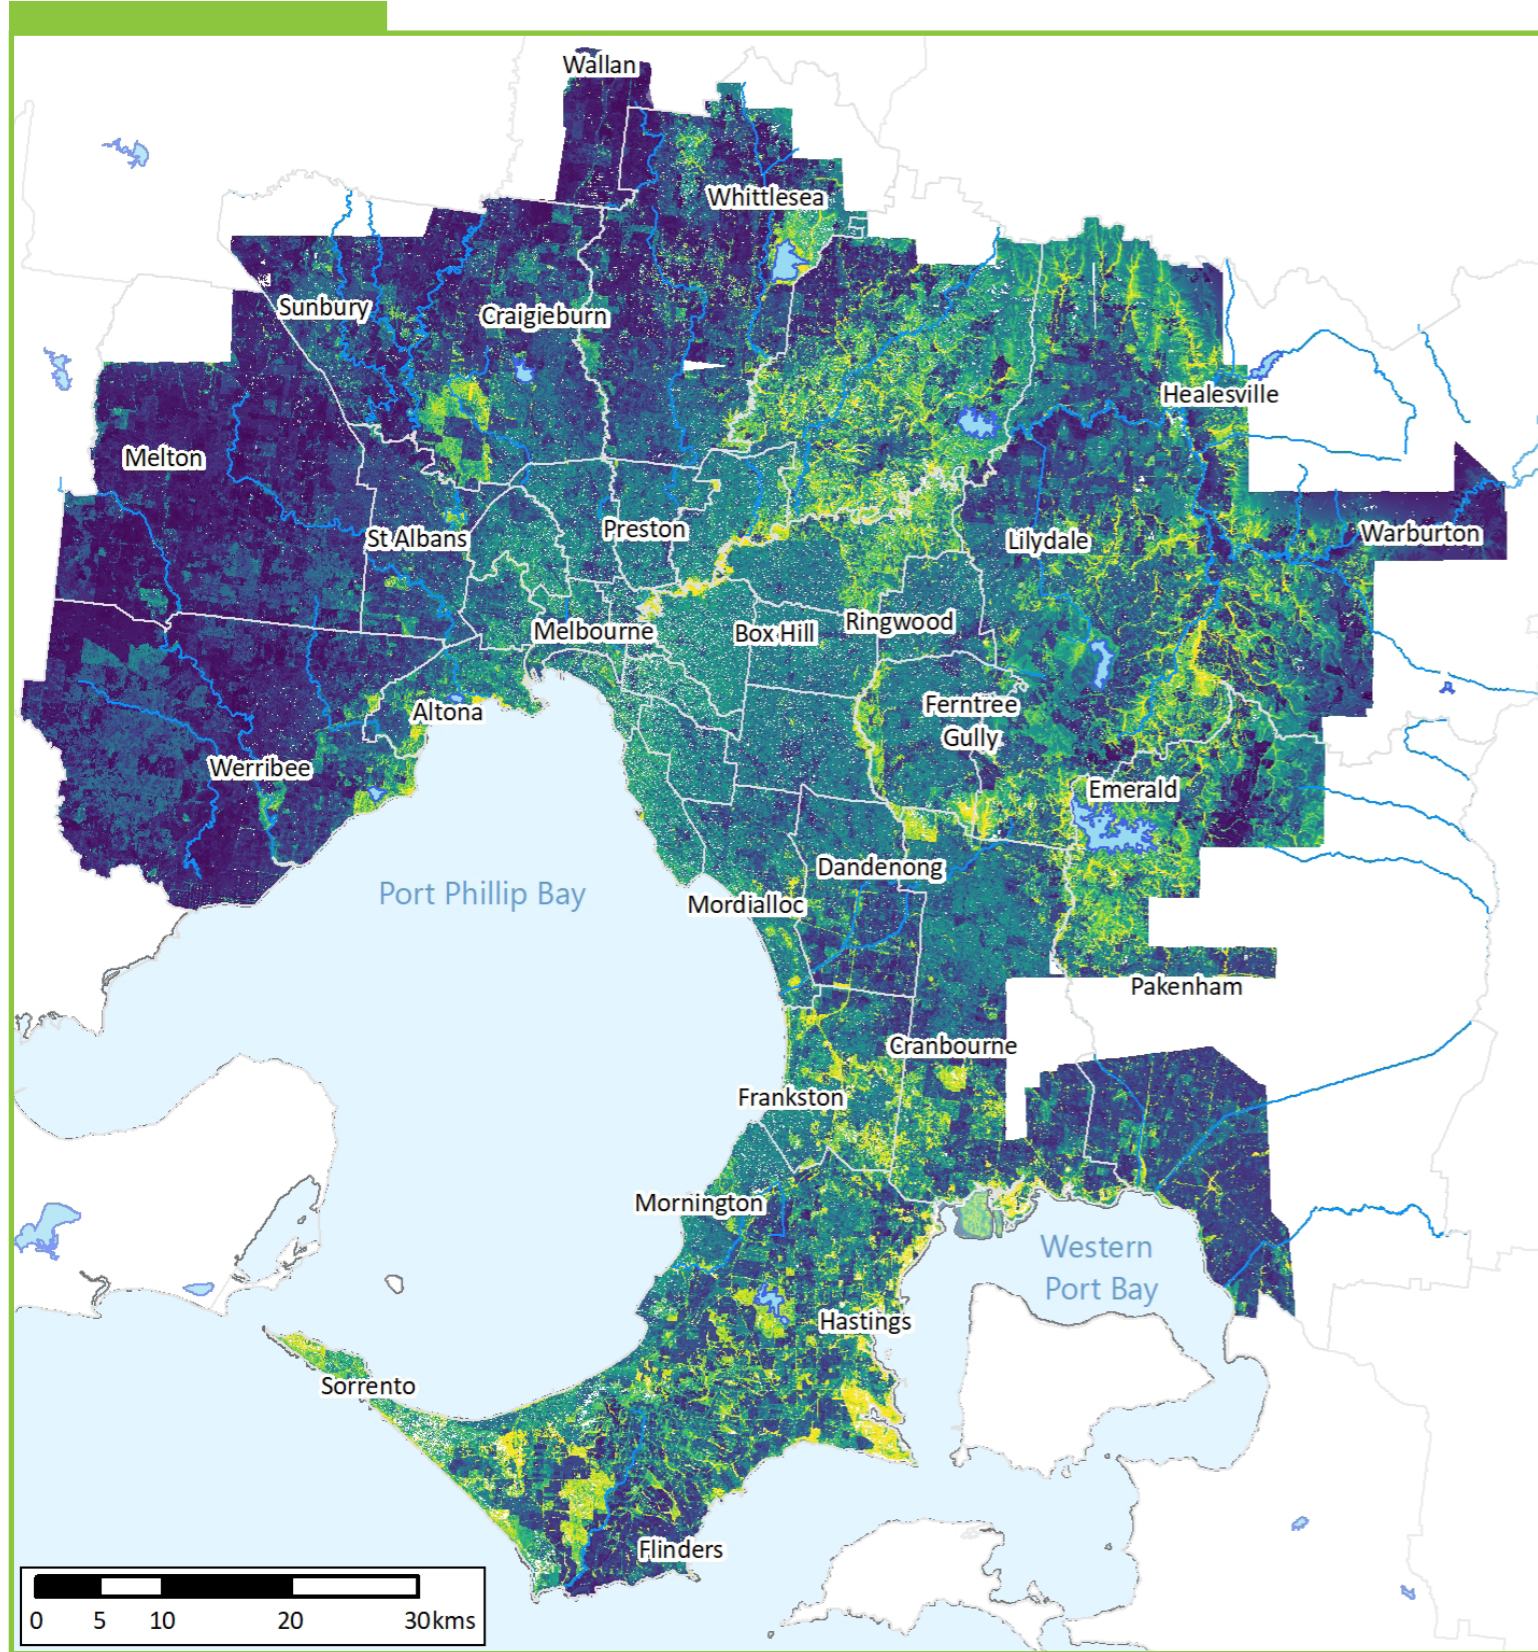 Wallan
Whittlesea
Sunbury
Craigieburn
Healesville
Melton
St Albans
Preston
Lilydale
Warburton
Melbourne
Box Hill
Ringwood
Altona
Ferntree
Gully
Werribee
Emerald
Dandenong
Port Phillip Bay
Mordialloc
Pakenham
Cranbourne
Frankston
Mornington
Western
Port Bay
Hastings
Sorrento
Flinders
0 5 10 20 30kms